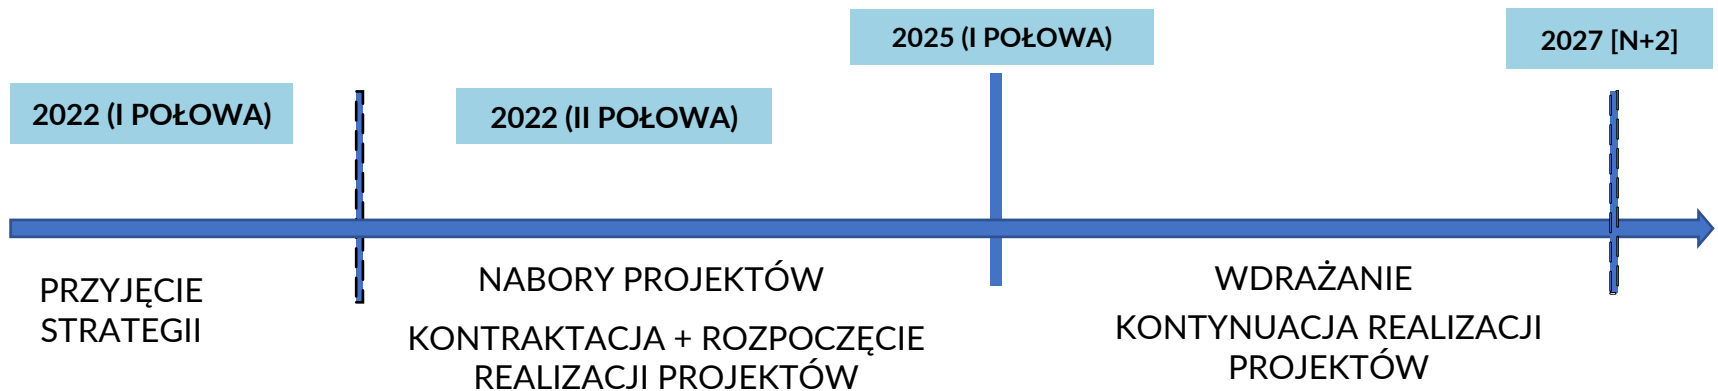 2022 (I POŁOWA)
2022 (II POŁOWA)
2025 (I POŁOWA)
2027 [N+2]
PRZYJĘCIE
STRATEGII
NABORY PROJEKTÓW
KONTRAKTACJA + ROZPOCZĘCIE
REALIZACJI PROJEKTÓW
WDRAŻANIE
KONTYNUACJA REALIZACJI
PROJEKTÓW